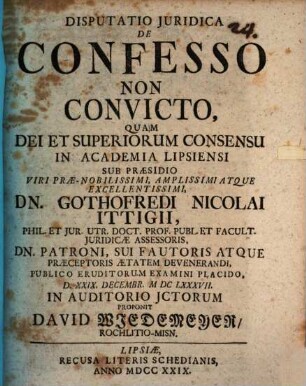 DISPUTATIO JURIDICA
24.
DE
CONFESSO
NON
CONVICTO,
QUAM
DEI ET SUPERIORUM CONSENSU
IN ACADEMIA LIPSIENSI
SUB PRÆSIDIO
VIRI PRÆ-NOBILISSIMI, AMPLISSIMI ATQUE
EXCELLENTISSIMI,
DN. GOTHOFREDI NICOLAI
ITTIGII,
PHIL. ET JUR. UTR. DOCT. PROF. PUBL. ET FACULT.
JURIDICÆ ASSESSORIS,
DN. PATRONI, SUI FAUTORIS ATQUE
PRÆCEPTORIS ÆTATEM DEVENERANDI,
PUBLICO ERUDITORUM EXAMINI PLACIDO,
D. XXIX. DECEMBR. M DC LXXXVII.
IN AUDITORIO JCTORUM
PROPONIT
DAVID WIEDEMEYER/
ROCHLITIO-MISN.
LIPSIÆ,
RECUSA LITERIS SCHEDIANIS,
ANNO MDCC XXIX.